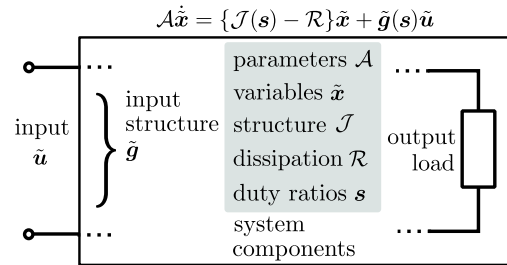 𝒜𝒙̃̇ = {𝒥(𝒔) − ℛ}𝒙̃ + 𝒈̃(𝒔)𝒖̃
input
𝒖̃
input
structure
𝒈̃
parameters 𝒜
variables 𝒙̃
structure 𝒥
dissipation ℛ
duty ratios 𝒔
system
components
output
load